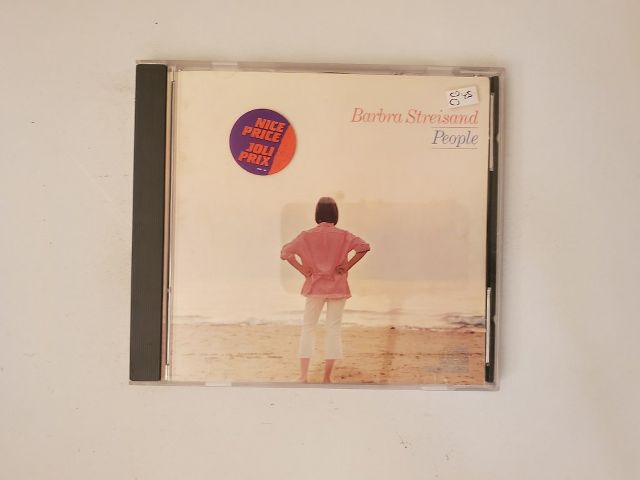 Barbra Streisand
People
NICE
PRICE
JOLI
PRIX